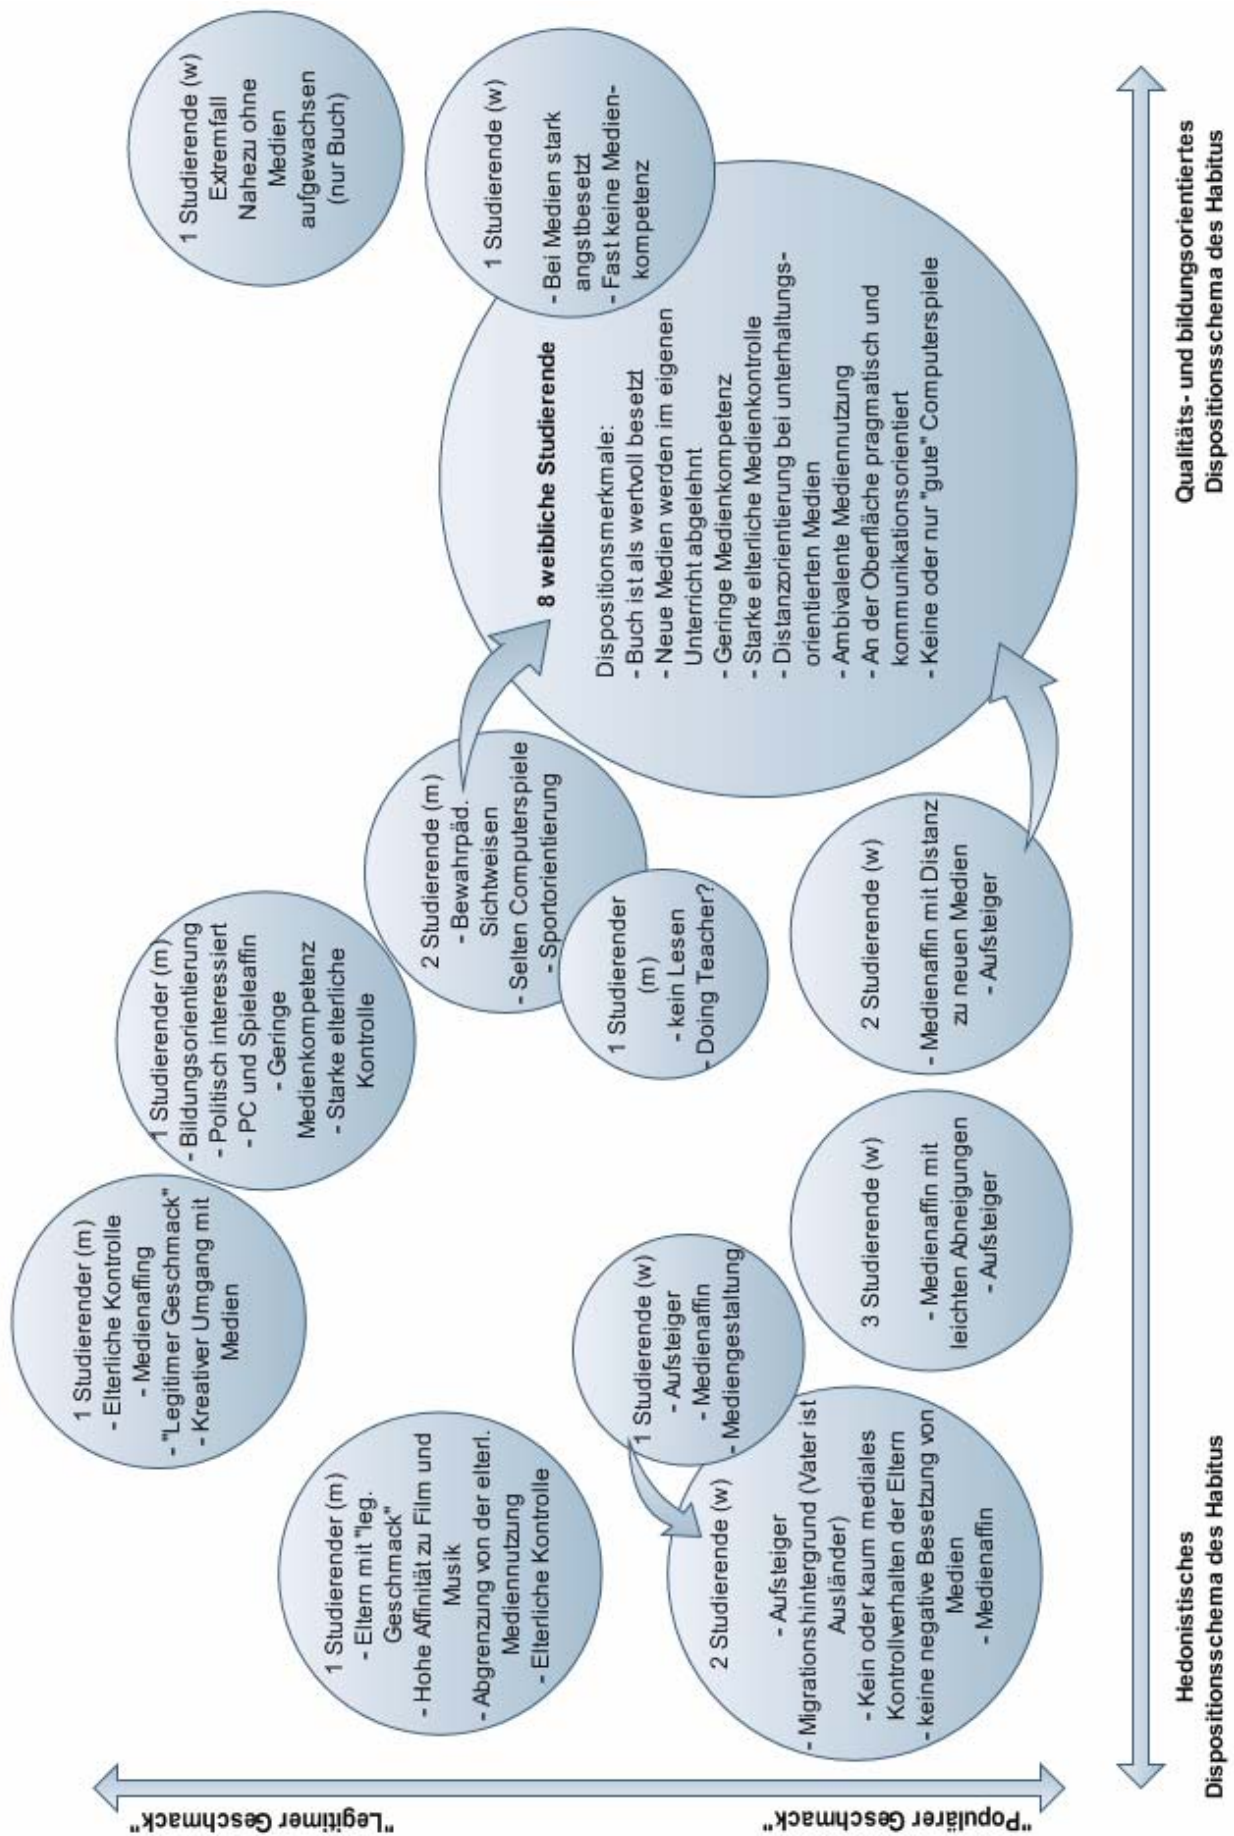 "Legitimer Geschmack"
"Populärer Geschmack"
1 Studierender (m)
- Elterliche Kontrolle
- Medienaffing
- "Legitimer Geschmack"
- Kreativer Umgang mit
Medien
1 Studierender (m)
- Bildungsorientierung
- Politisch interessiert
- PC und Spieleaffin
- Geringe
Medienkompetenz
- Starke elterliche
Kontrolle
1 Studierende (w)
Extremfall
Nahezu ohne
Medien
aufgewachsen
(nur Buch)
1 Studierender (m)
- Eltern mit "leg.
Geschmack"
- Hohe Affinität zu Film und
Musik
- Abgrenzung von der elterl.
Mediennutzung
- Elterliche Kontrolle
2 Studierende (m)
- Bewahrpäd.
Sichtweisen
- Selten Computerspiele
- Sportorientierung
1 Studierende (w)
- Bei Medien stark
angstbesetzt
- Fast keine Medien-
kompetenz
8 weibliche Studierende
Dispositionsmerkmale:
- Buch ist als wertvoll besetzt
- Neue Medien werden im eigenen
Unterricht abgelehnt
- Geringe Medienkompetenz
- Starke elterliche Medienkontrolle
- Distanzorientierung bei unterhaltungs-
orientierten Medien
- Ambivalente Mediennutzung
- An der Oberfläche pragmatisch und
kommunikationsorientiert
- Keine oder nur "gute" Computerspiele
1 Studierender
(m)
- kein Lesen
- Doing Teacher?
1 Studierende (w)
- Aufsteiger
- Medienaffin
- Mediengestaltung
2 Studierende (w)
- Aufsteiger
- Migrationshintergrund (Vater ist
Ausländer)
- Kein oder kaum mediales
Kontrollverhalten der Eltern
- keine negative Besetzung von
Medien
- Medienaffin
3 Studierende (w)
- Medienaffin mit
leichten Abneigungen
- Aufsteiger
2 Studierende (w)
- Medienaffin mit Distanz
zu neuen Medien
- Aufsteiger
Hedonistisches
Dispositionsschema des Habitus
Qualitäts- und bildungsorientiertes
Dispositionsschema des Habitus